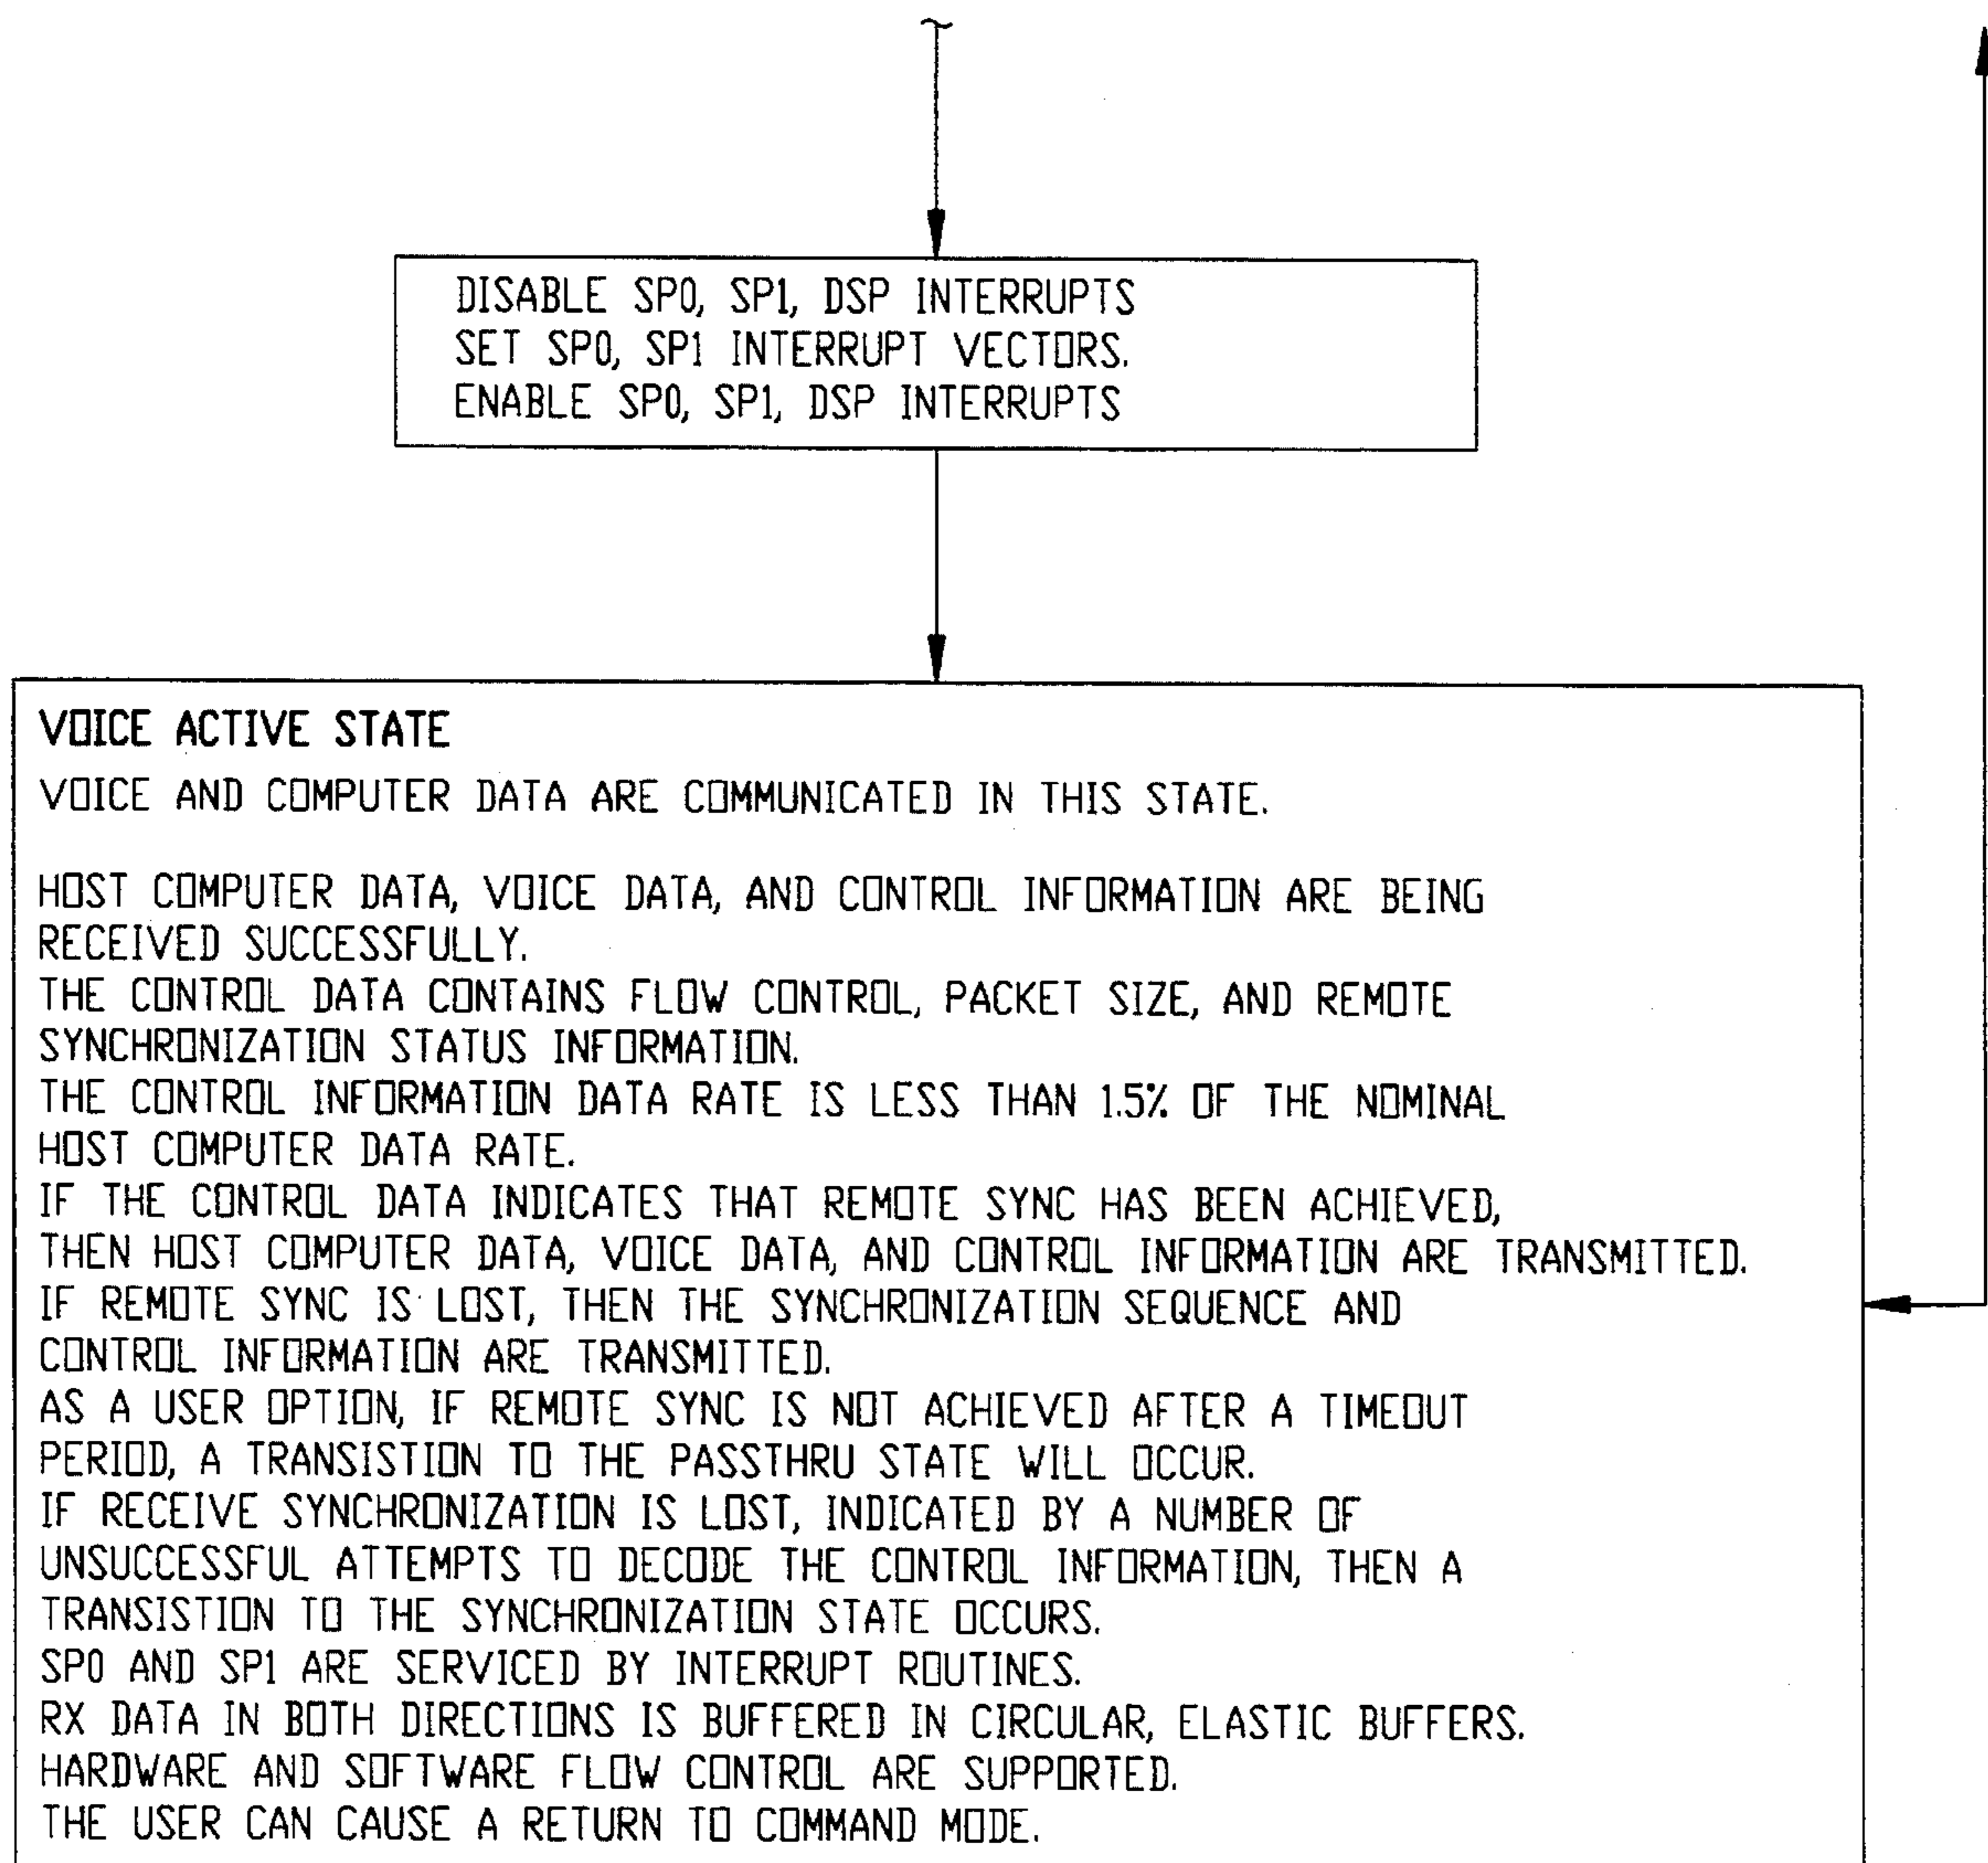 DISABLE SP0, SP1, DSP INTERRUPTS
SET SP0, SP1 INTERRUPT VECTORS.
ENABLE SP0, SP1, DSP INTERRUPTS
VOICE ACTIVE STATE
VOICE AND COMPUTER DATA ARE COMMUNICATED IN THIS STATE.
HOST COMPUTER DATA, VOICE DATA, AND CONTROL INFORMATION ARE BEING
RECEIVED SUCCESSFULLY.
THE CONTROL DATA CONTAINS FLOW CONTROL, PACKET SIZE, AND REMOTE
SYNCHRONIZATION STATUS INFORMATION.
THE CONTROL INFORMATION DATA RATE IS LESS THAN 1.5% OF THE NOMINAL
HOST COMPUTER DATA RATE.
IF THE CONTROL DATA INDICATES THAT REMOTE SYNC HAS BEEN ACHIEVED,
THEN HOST COMPUTER DATA, VOICE DATA, AND CONTROL INFORMATION ARE TRANSMITTED.
IF REMOTE SYNC IS LOST, THEN THE SYNCHRONIZATION SEQUENCE AND
CONTROL INFORMATION ARE TRANSMITTED.
AS A USER OPTION, IF REMOTE SYNC IS NOT ACHIEVED AFTER A TIMEOUT
PERIOD, A TRANSISTION TO THE PASSTHRU STATE WILL OCCUR.
IF RECEIVE SYNCHRONIZATION IS LOST, INDICATED BY A NUMBER OF
UNSUCCESSFUL ATTEMPTS TO DECODE THE CONTROL INFORMATION, THEN A
TRANSISTION TO THE SYNCHRONIZATION STATE OCCURS.
SP0 AND SP1 ARE SERVICED BY INTERRUPT ROUTINES.
RX DATA IN BOTH DIRECTIONS IS BUFFERED IN CIRCULAR, ELASTIC BUFFERS.
HARDWARE AND SOFTWARE FLOW CONTROL ARE SUPPORTED.
THE USER CAN CAUSE A RETURN TO COMMAND MODE.